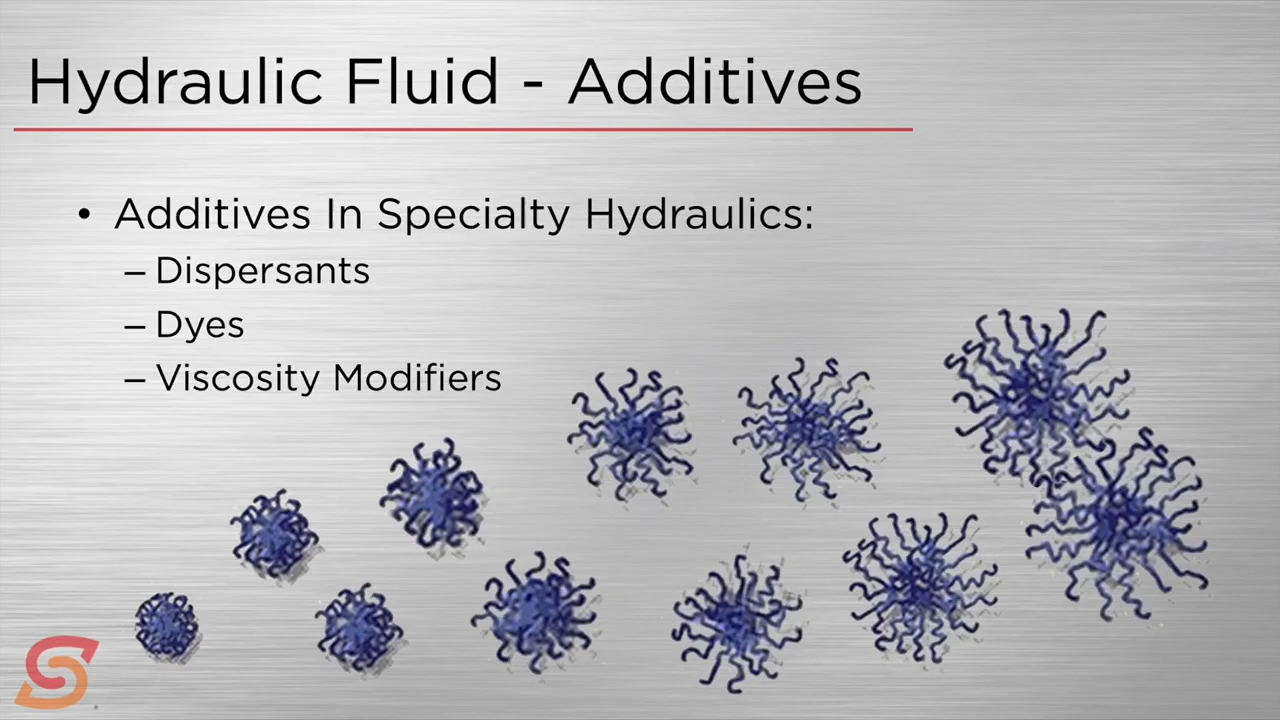 Hydraulic Fluid - Additives
• Additives In Specialty Hydraulics:
– Dispersants
– Dyes
– Viscosity Modifiers